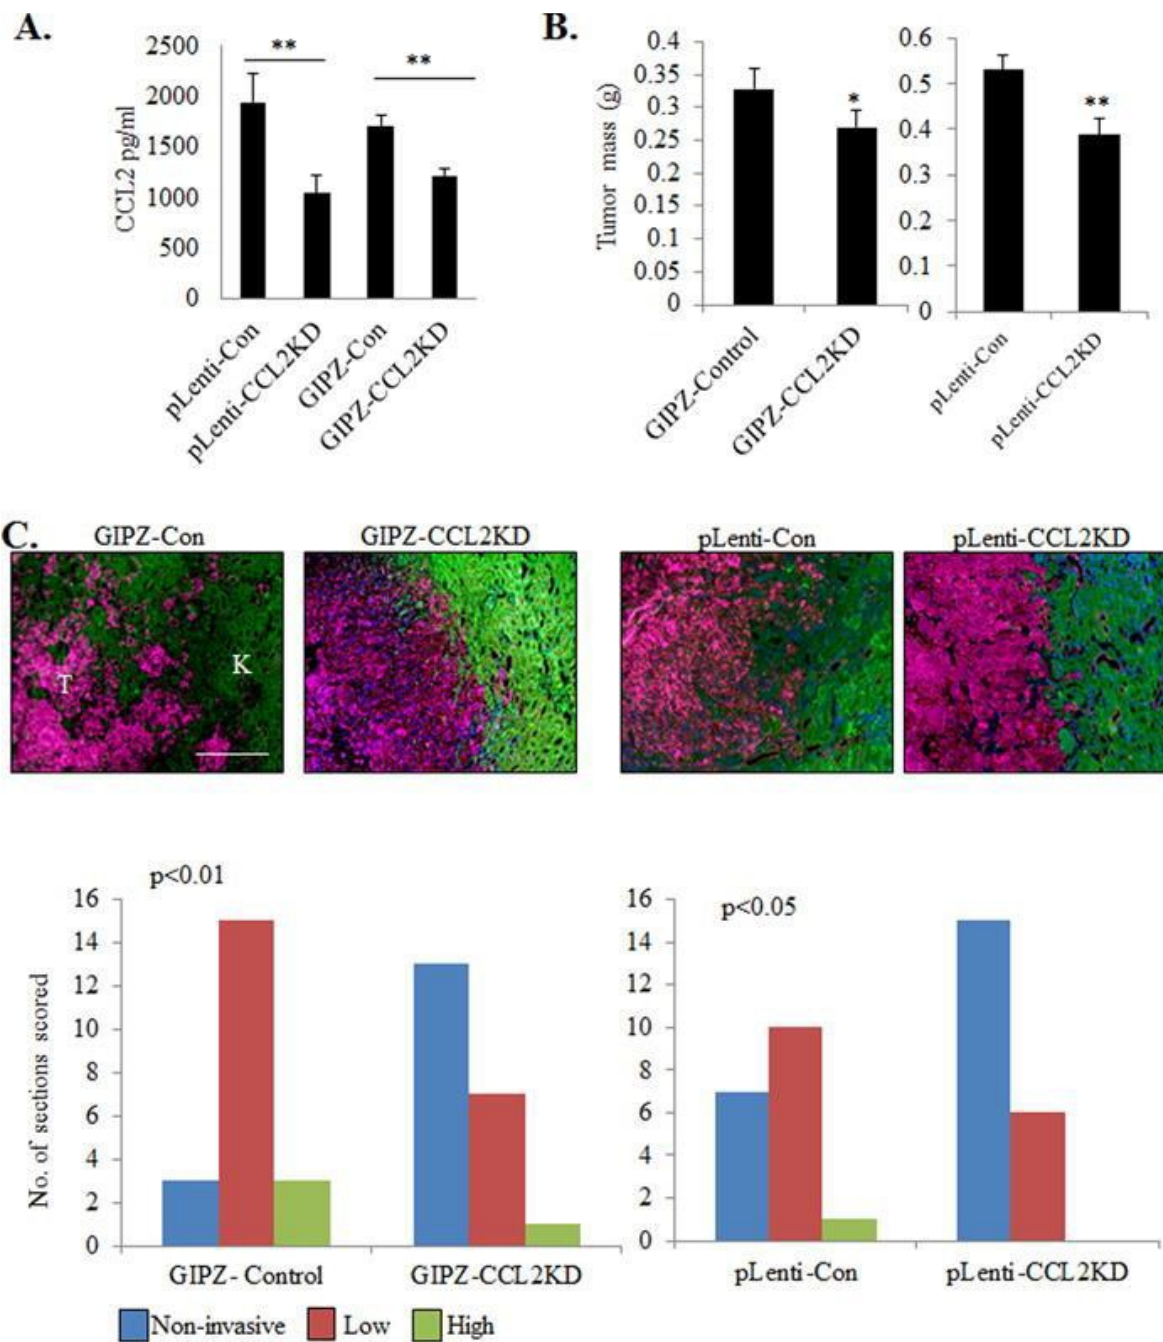 A.
2500
2000
1500
1000
500
0
CCL2 pg/ml
**
**
pLenti-Con
pLenti-CCL2KD
GIPZ-Con
GIPZ-CCL2KD
B.
0.4
0.35
0.3
0.25
0.2
0.15
0.1
0.05
0
Tumor mass (g)
*
GIPZ-Control
GIPZ-CCL2KD
0.6
0.5
0.4
0.3
0.2
0.1
0
**
pLenti-Con
pLenti-CCL2KD
C.
GIPZ-Con
GIPZ-CCL2KD
pLenti-Con
pLenti-CCL2KD
T
K
p<0.01
16
14
12
10
8
6
4
2
0
No. of sections scored
GIPZ- Control
GIPZ-CCL2KD
p<0.05
16
14
12
10
8
6
4
2
0
pLenti-Con
pLenti-CCL2KD
Non-invasive
Low
High